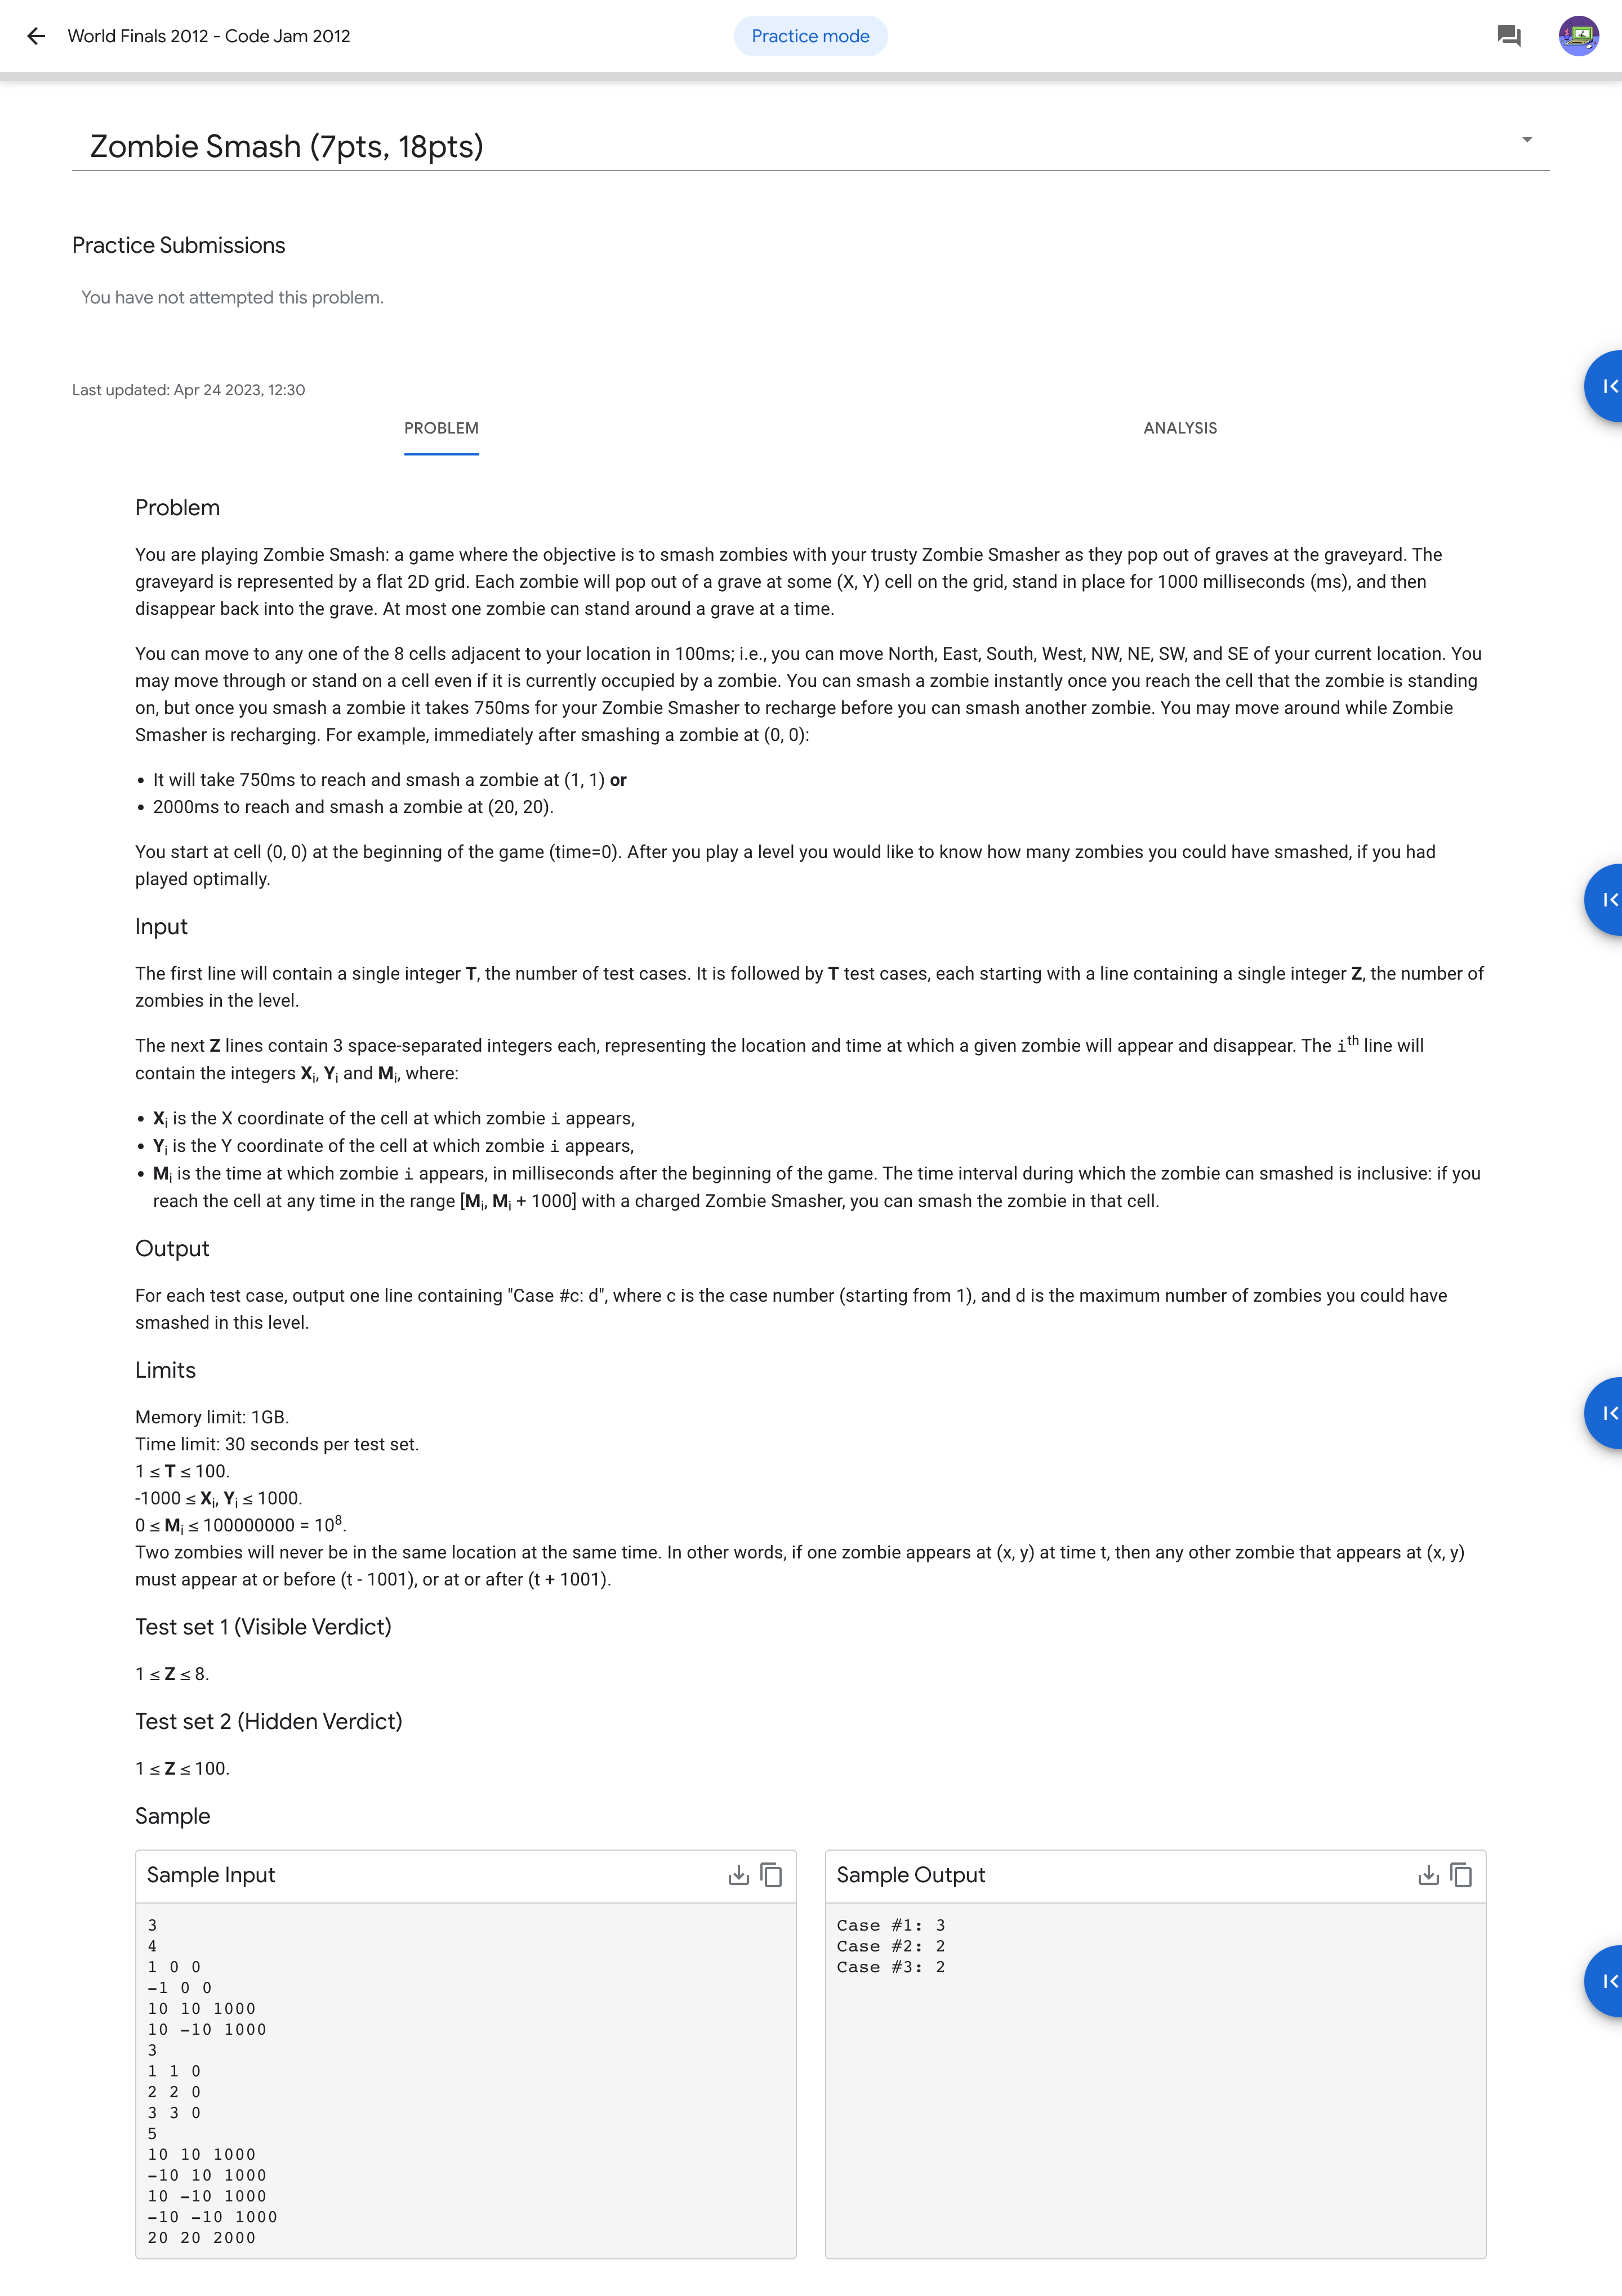 World Finals 2012 - Code Jam 2012
Practice mode
Zombie Smash (7pts, 18pts)
Practice Submissions
You have not attempted this problem.
Last updated: Apr 24 2023, 12:30
PROBLEM
ANALYSIS
Problem
You are playing Zombie Smash: a game where the objective is to smash zombies with your trusty Zombie Smasher as they pop out of graves at the graveyard. The
graveyard is represented by a flat 2D grid. Each zombie will pop out of a grave at some (X, Y) cell on the grid, stand in place for 1000 milliseconds (ms), and then
disappear back into the grave. At most one zombie can stand around a grave at a time.
You can move to any one of the 8 cells adjacent to your location in 100ms; i.e., you can move North, East, South, West, NW, NE, SW, and SE of your current location. You
may move through or stand on a cell even if it is currently occupied by a zombie. You can smash a zombie instantly once you reach the cell that the zombie is standing
on, but once you smash a zombie it takes 750ms for your Zombie Smasher to recharge before you can smash another zombie. You may move around while Zombie
Smasher is recharging. For example, immediately after smashing a zombie at (0, 0):
• It will take 750ms to reach and smash a zombie at (1, 1) or
• 2000ms to reach and smash a zombie at (20, 20).
You start at cell (0, 0) at the beginning of the game (time=0). After you play a level you would like to know how many zombies you could have smashed, if you had
played optimally.
Input
The first line will contain a single integer T, the number of test cases. It is followed by T test cases, each starting with a line containing a single integer Z, the number of
zombies in the level.
The next Z lines contain 3 space-separated integers each, representing the location and time at which a given zombie will appear and disappear. The ith line will
contain the integers Xi, Yi and Mi, where:
• Xi is the X coordinate of the cell at which zombie i appears,
• Yi is the Y coordinate of the cell at which zombie i appears,
• Mi is the time at which zombie i appears, in milliseconds after the beginning of the game. The time interval during which the zombie can smashed is inclusive: if you
reach the cell at any time in the range [Mi, Mi + 1000] with a charged Zombie Smasher, you can smash the zombie in that cell.
Output
For each test case, output one line containing "Case #c: d", where c is the case number (starting from 1), and d is the maximum number of zombies you could have
smashed in this level.
Limits
Memory limit: 1GB.
Time limit: 30 seconds per test set.
1 ≤ T ≤ 100.
-1000 ≤ Xi, Yi ≤ 1000.
0 ≤ Mi ≤ 100000000 = 10^8.
Two zombies will never be in the same location at the same time. In other words, if one zombie appears at (x, y) at time t, then any other zombie that appears at (x, y)
must appear at or before (t - 1001), or at or after (t + 1001).
Test set 1 (Visible Verdict)
1 ≤ Z ≤ 8.
Test set 2 (Hidden Verdict)
1 ≤ Z ≤ 100.
Sample
Sample Input
3
4
1 0 0
-1 0 0
10 10 1000
10 -10 1000
3
1 1 0
2 2 0
3 3 0
5
10 10 1000
-10 10 1000
10 -10 1000
-10 -10 1000
20 20 2000
Sample Output
Case #1: 3
Case #2: 2
Case #3: 2